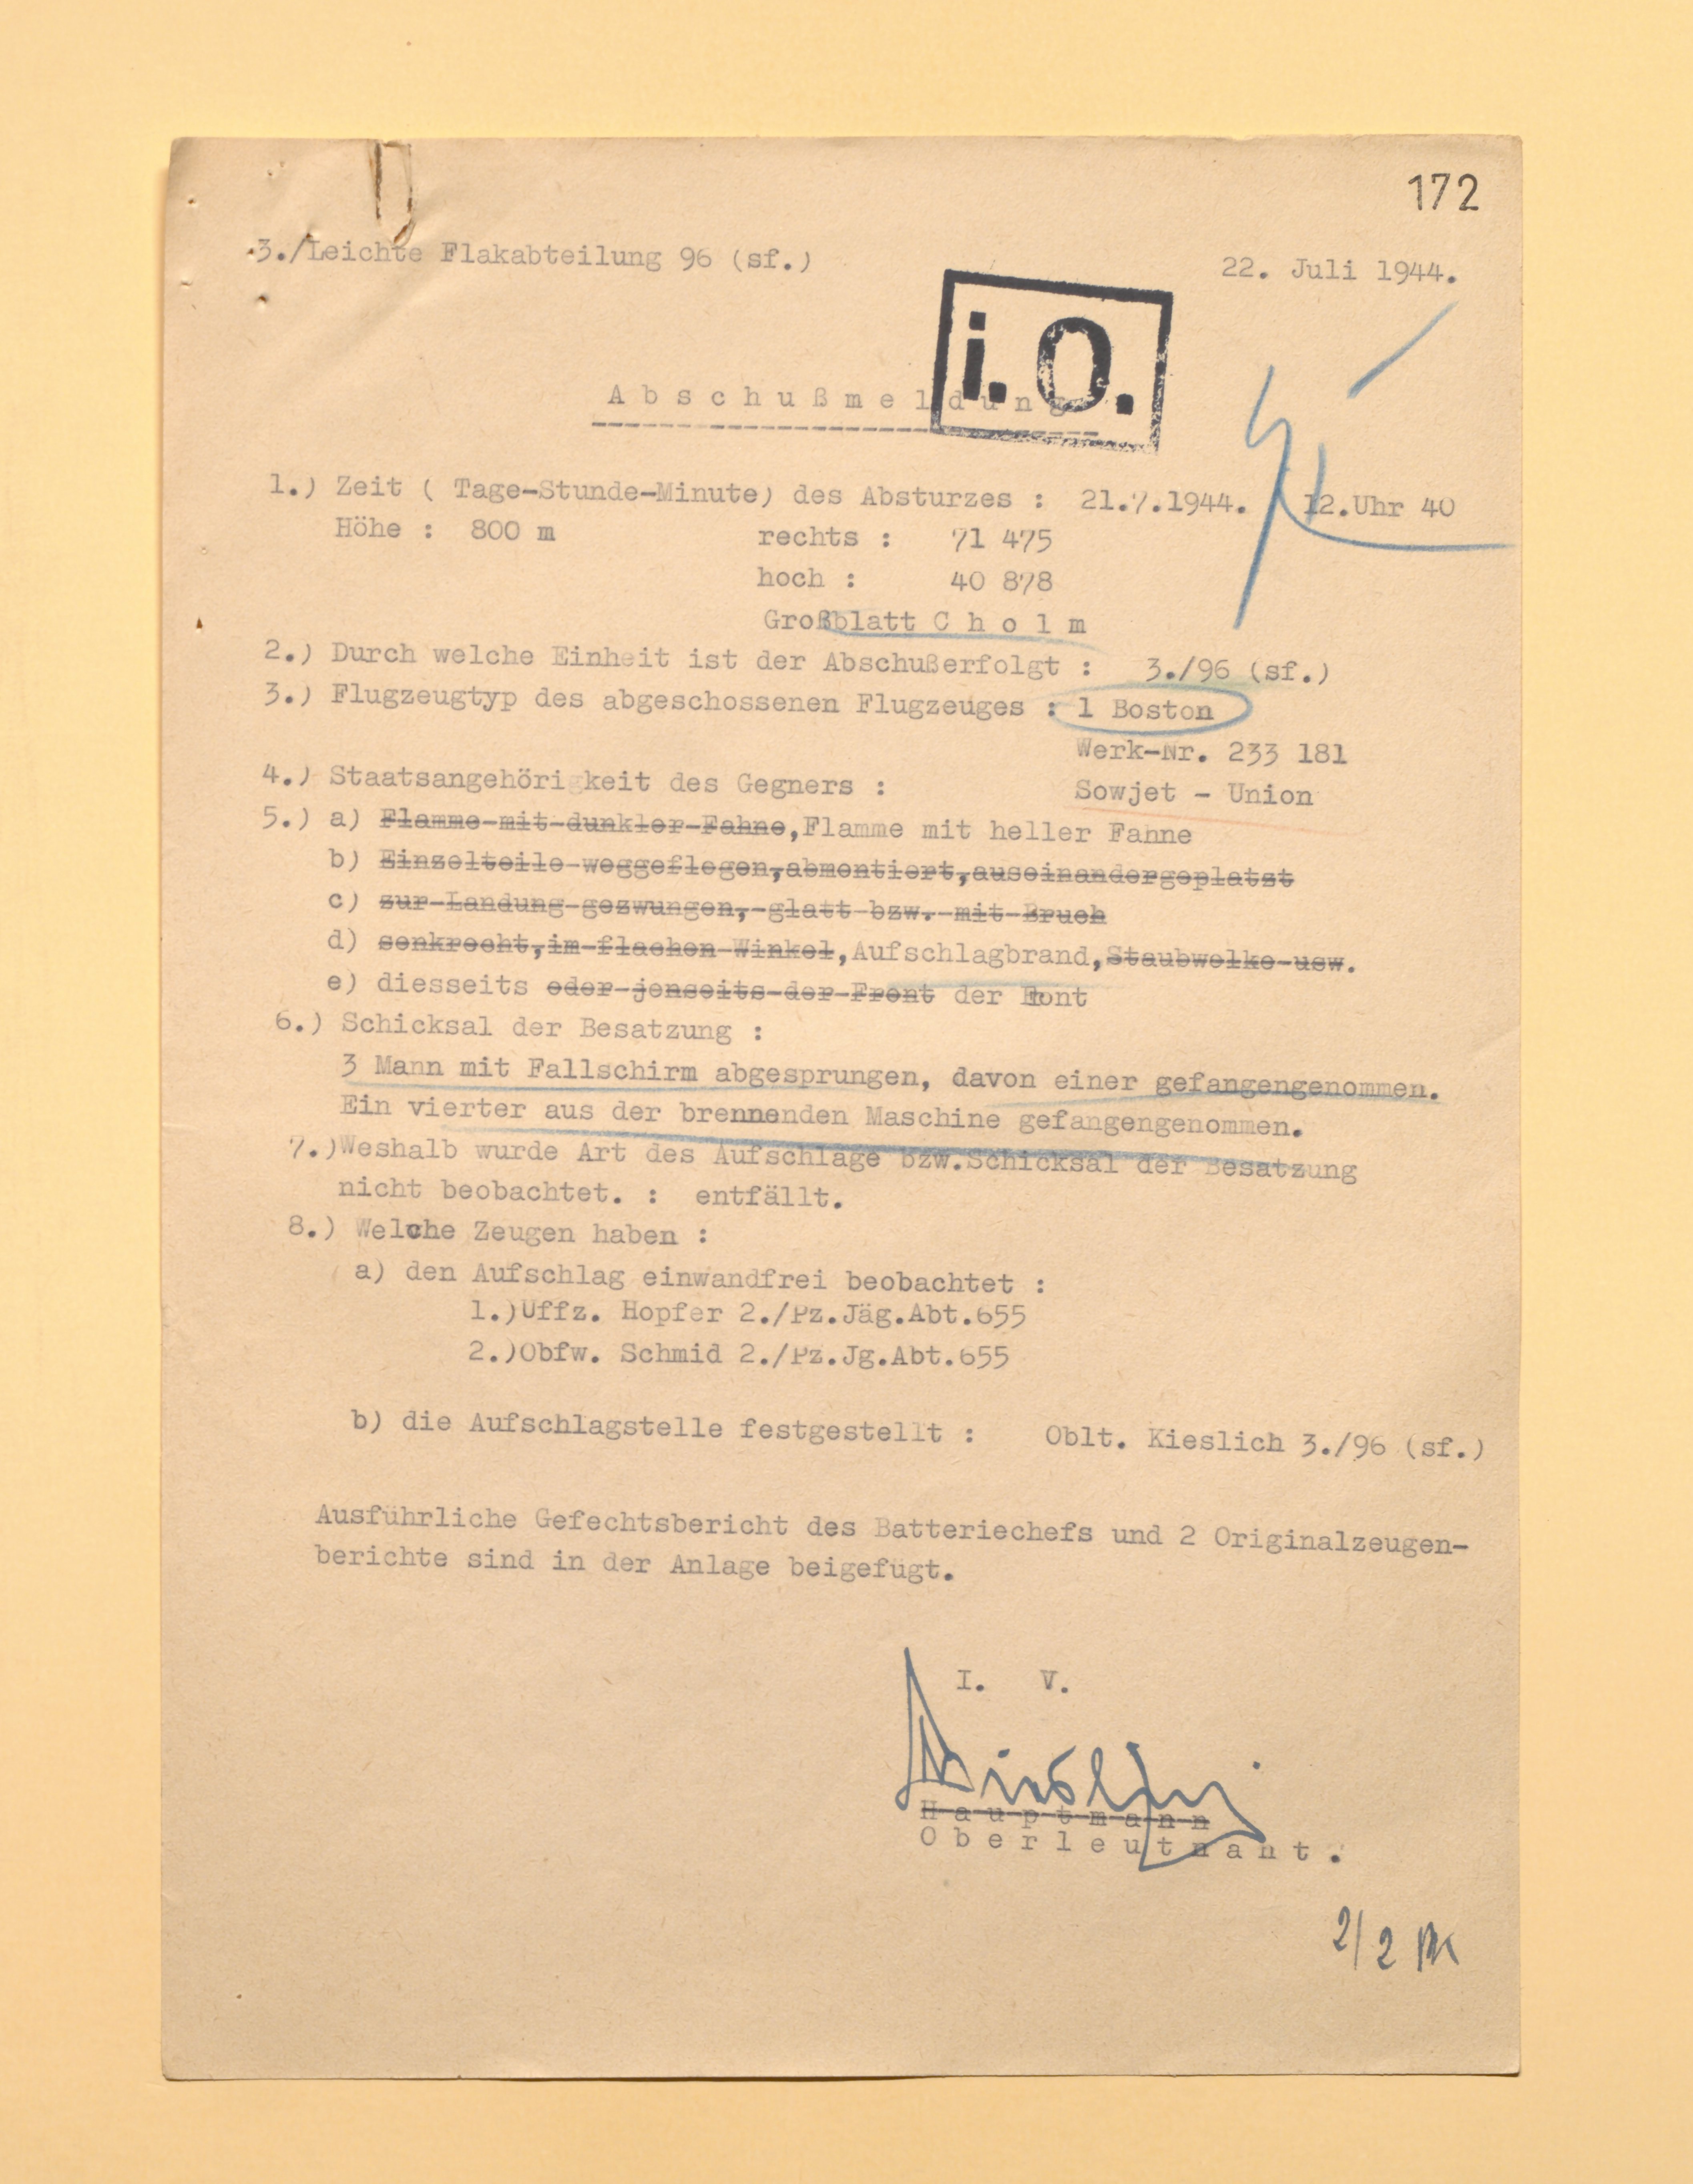 172
3./Leichte Flakabteilung 96 (sf.)
22. Juli 1944.
i.O.
Abschußmeldung
1.) Zeit ( Tage-Stunde-Minute) des Absturzes : 21.7.1944. 12.Uhr 40
Höhe : 800 m rechts : 71 475
hoch : 40 878
Großblatt Cholm
2.) Durch welche Einheit ist der Abschußerfolgt : 3./96 (sf.)
3.) Flugzeugtyp des abgeschossenen Flugzeuges : 1 Boston
Werk-Nr. 233 181
4.) Staatsangehörigkeit des Gegners : Sowjet - Union
5.) a) Flamme mit dunkler Fahne,Flamme mit heller Fahne
b) Einzelteile weggeflogen,abmontiert,auseinandergeplatzt
c) zur Landung gezwungen, glatt bzw. mit Bruch
d) senkrecht,im flachen Winkel,Aufschlagbrand,Staubwolke usw.
e) diesseits oder jenseits der Front der Front
6.) Schicksal der Besatzung :
3 Mann mit Fallschirm abgesprungen, davon einer gefangengenommen.
Ein vierter aus der brennenden Maschine gefangengenommen.
7.)Weshalb wurde Art des Aufschlage bzw.Schicksal der Besatzung
nicht beobachtet. : entfällt.
8.) Welche Zeugen haben :
a) den Aufschlag einwandfrei beobachtet :
1.)Uffz. Hopfer 2./Pz.Jäg.Abt.655
2.)Obfw. Schmid 2./Pz.Jg.Abt.655
b) die Aufschlagstelle festgestellt : Oblt. Kieslich 3./96 (sf.)
Ausführliche Gefechtsbericht des Batteriechefs und 2 Originalzeugen-
berichte sind in der Anlage beigefügt.
I. V.
Hauptmann
Oberleutnant.